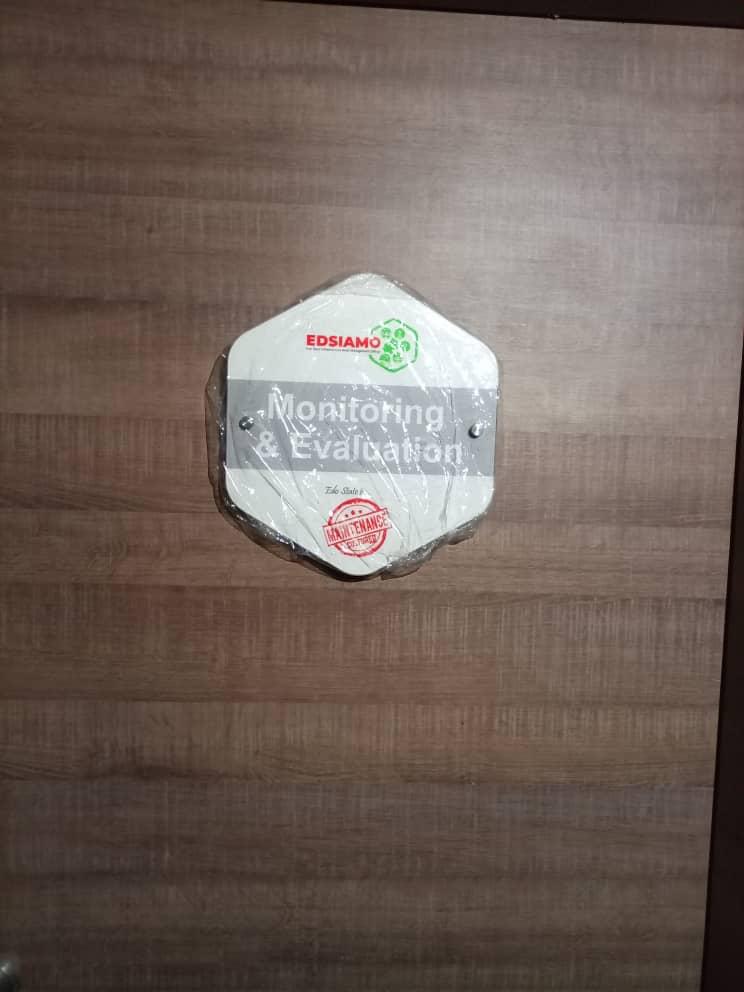 EDSIAMO
Monitoring
& Evaluation
Edo State's
MAINTENANCE